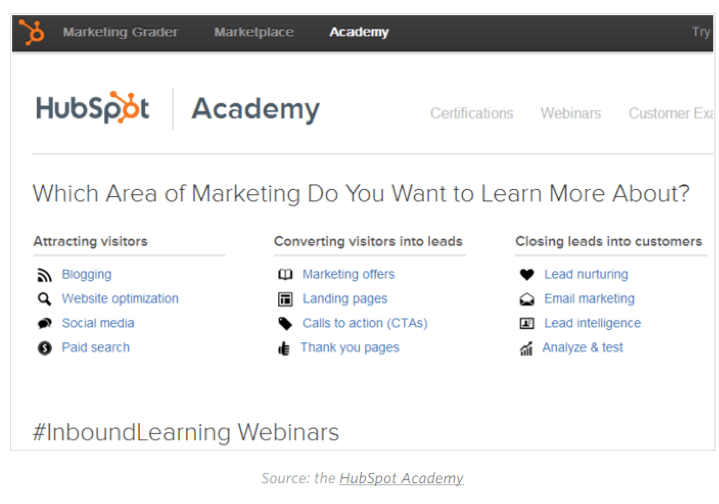 Marketing Grader Marketplace Academy Try
HubSpot Academy Certifications Webinars Customer Exa
Which Area of Marketing Do You Want to Learn More About?
Attracting visitors Converting visitors into leads Closing leads into customers
Blogging Marketing offers Lead nurturing
Website optimization Landing pages Email marketing
Social media Calls to action (CTAs) Lead intelligence
Paid search Thank you pages Analyze & test
#InboundLearning Webinars
Source: the HubSpot Academy